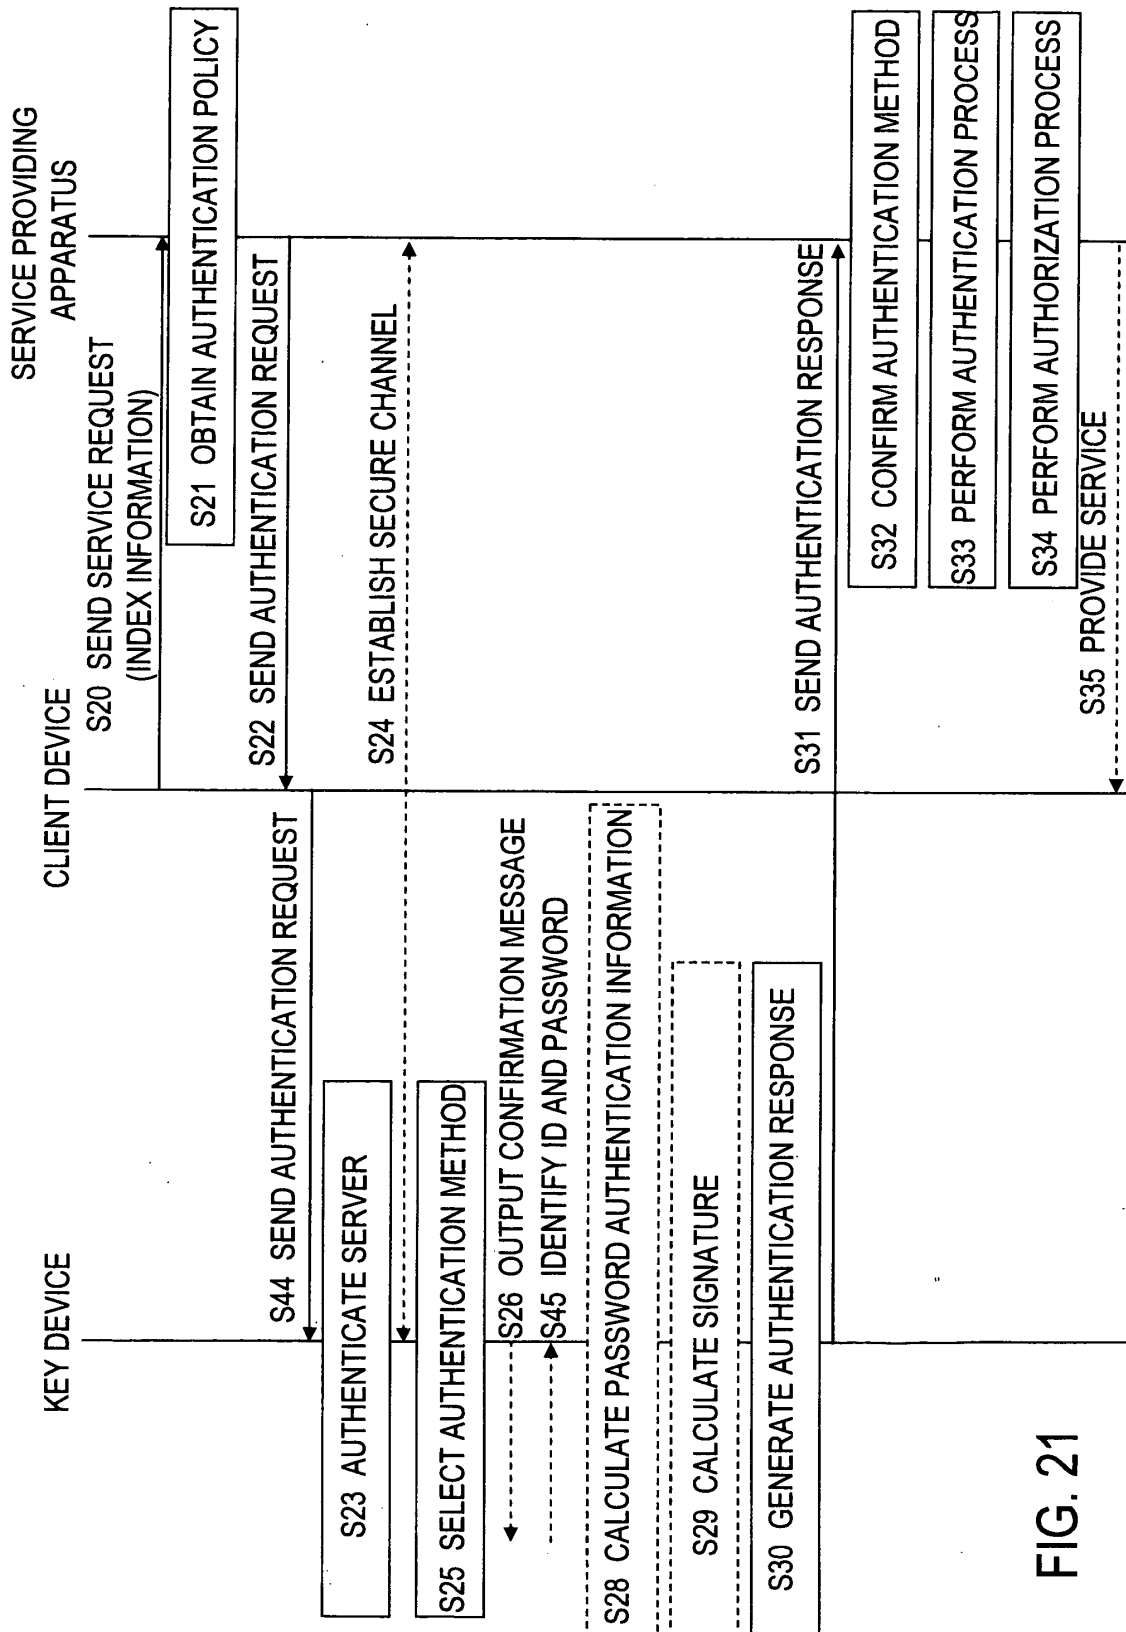 KEY DEVICE
CLIENT DEVICE
SERVICE PROVIDING
APPARATUS
S20 SEND SERVICE REQUEST
(INDEX INFORMATION)
S21 OBTAIN AUTHENTICATION POLICY
S22 SEND AUTHENTICATION REQUEST
S44 SEND AUTHENTICATION REQUEST
S23 AUTHENTICATE SERVER
S24 ESTABLISH SECURE CHANNEL
S25 SELECT AUTHENTICATION METHOD
S26 OUTPUT CONFIRMATION MESSAGE
S45 IDENTIFY ID AND PASSWORD
S28 CALCULATE PASSWORD AUTHENTICATION INFORMATION
S29 CALCULATE SIGNATURE
S30 GENERATE AUTHENTICATION RESPONSE
S31 SEND AUTHENTICATION RESPONSE
S32 CONFIRM AUTHENTICATION METHOD
S33 PERFORM AUTHENTICATION PROCESS
S34 PERFORM AUTHORIZATION PROCESS
S35 PROVIDE SERVICE
FIG. 21